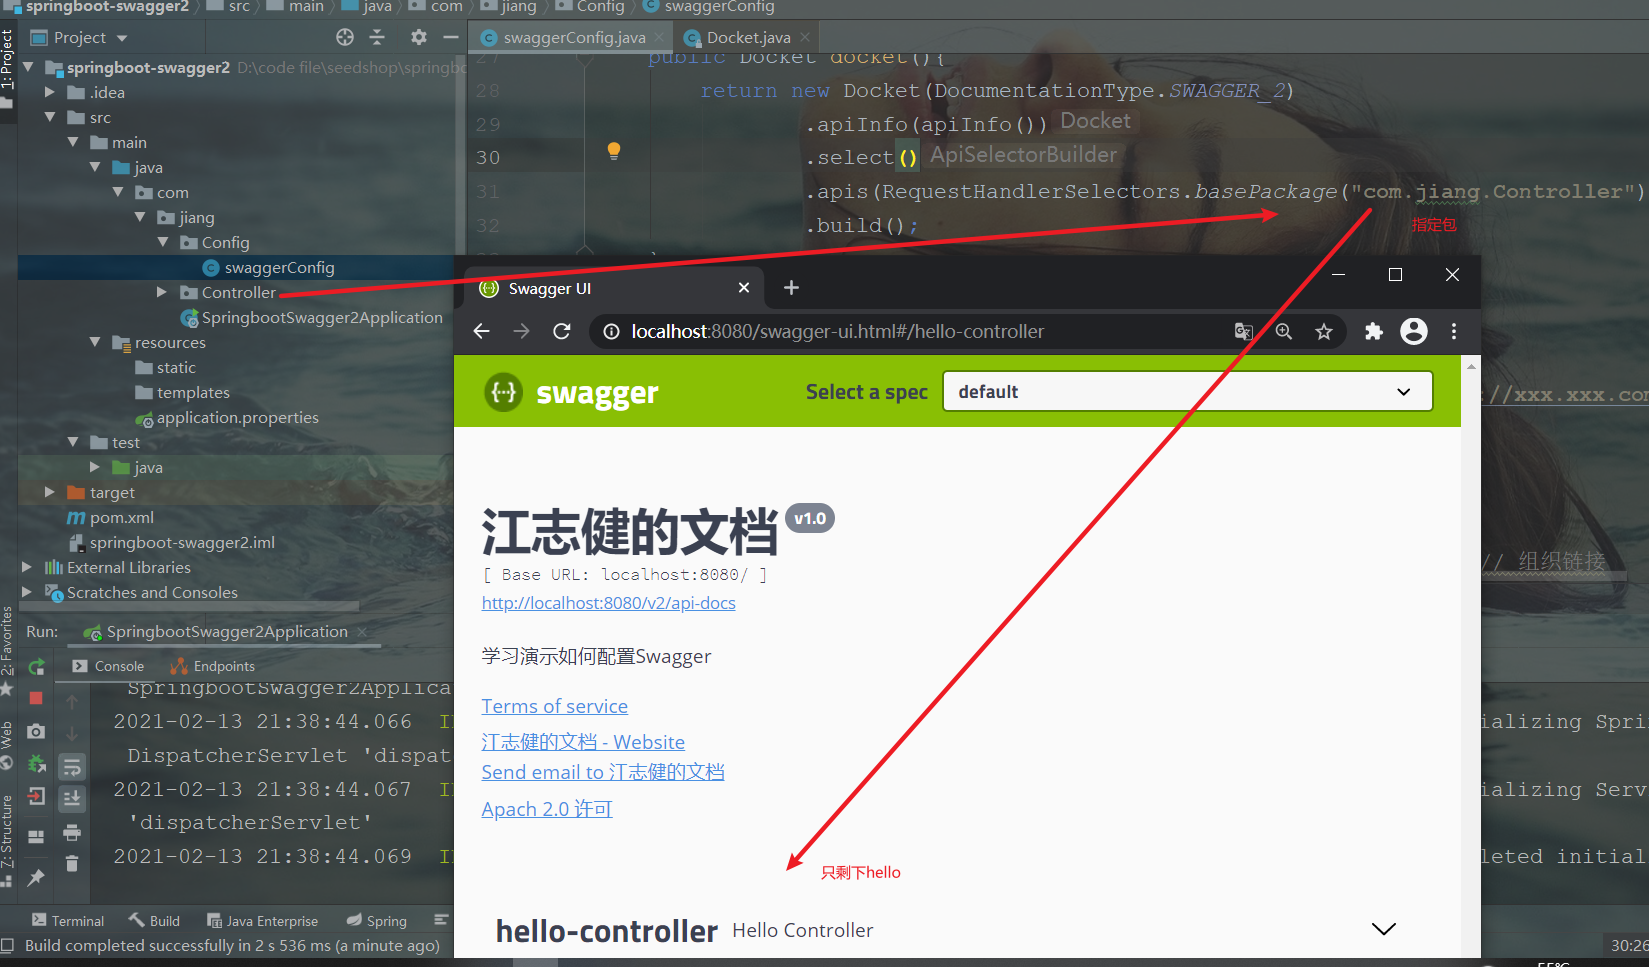 springboot-swagger2 〉 src 〉 main 〉 java 〉 com 〉 jiang 〉 Config 〉 swaggerConfig
1: Project
Project
swaggerConfig.java
Docket.java
springboot-swagger2 D:\code file\seedshop\springbo
.idea
src
main
java
com
jiang
Config
swaggerConfig
Controller
SpringbootSwagger2Application
resources
static
templates
application.properties
test
java
target
pom.xml
springboot-swagger2.iml
External Libraries
Scratches and Consoles
27 public Docket docket(){
28 return new Docket(DocumentationType.SWAGGER_2)
29 .apiInfo(apiInfo()) Docket
30 .select() ApiSelectorBuilder
31 .apis(RequestHandlerSelectors.basePackage("com.jiang.Controller")
32 .build();
指定包
Swagger UI
localhost:8080/swagger-ui.html#/hello-controller
swagger
Select a spec
default
://xxx.xxx.com
江志健的文档 v1.0
[ Base URL: localhost:8080/ ]
http://localhost:8080/v2/api-docs
// 组织链接
学习演示如何配置Swagger
Terms of service
江志健的文档 - Website
Send email to 江志健的文档
Apach 2.0 许可
只剩下hello
hello-controller Hello Controller
2: Favorites
Web
7: Structure
Run: SpringbootSwagger2Application
Console
Endpoints
SpringbootSwagger2Applica
2021-02-13 21:38:44.066 ializing Spri
DispatcherServlet 'dispat
2021-02-13 21:38:44.067 ializing Serv
'dispatcherServlet'
2021-02-13 21:38:44.069 leted initial
Terminal
Build
Java Enterprise
Spring
Build completed successfully in 2 s 536 ms (a minute ago)
30:26